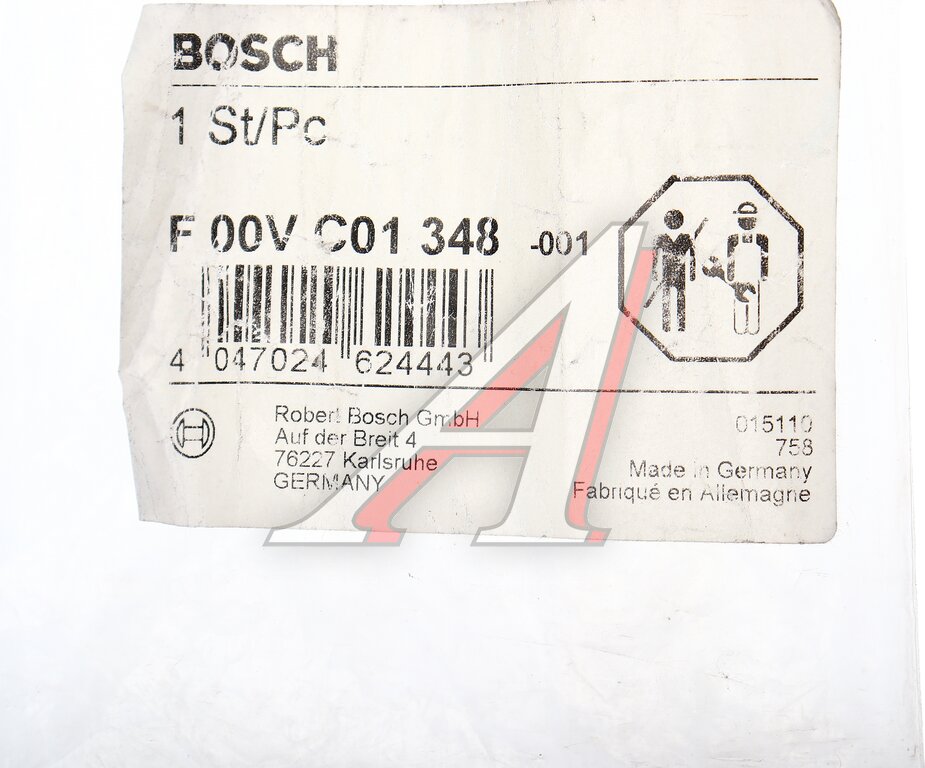 BOSCH
1 St/Pc
F 00V C01 348 -001
4 047024 624443
Robert Bosch GmbH
Auf der Breit 4
76227 Karlsruhe
GERMANY
015110
758
Made in Germany
Fabriqué en Allemagne